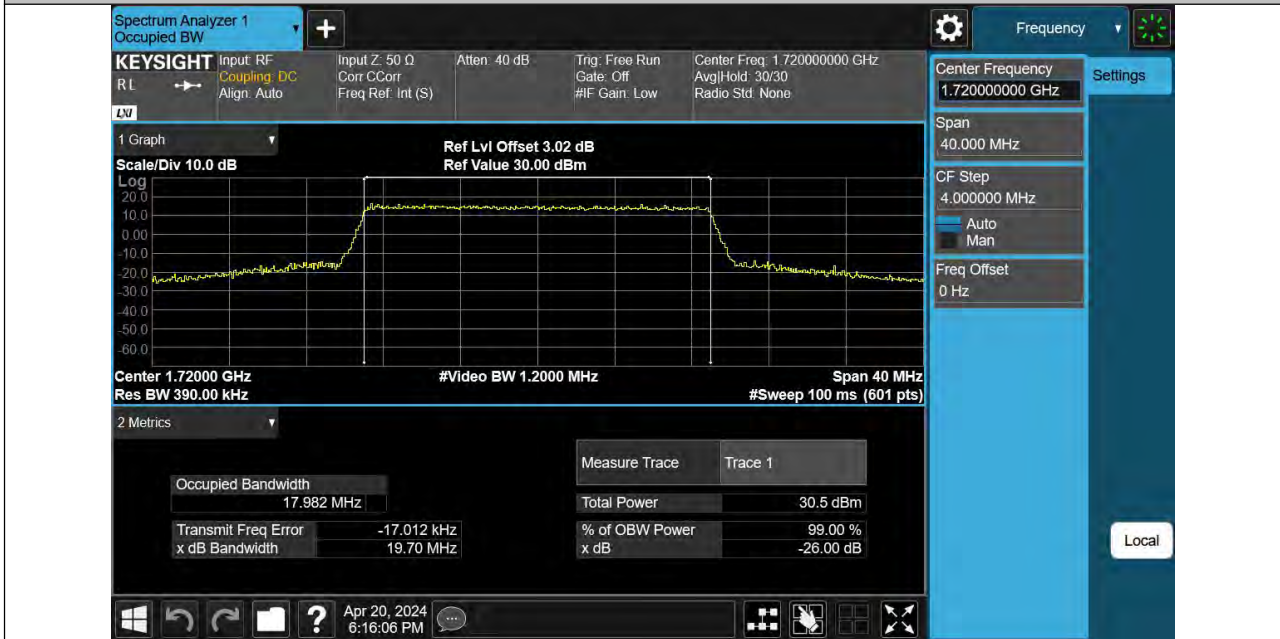 Spectrum Analyzer 1
Occupied BW
Frequency
KEYSIGHT
RL
LXI
Input: RF
Coupling: DC
Align: Auto
Input Z: 50 Ω
Corr CCorr
Freq Ref: Int (S)
Atten: 40 dB
Trig: Free Run
Gate: Off
#IF Gain: Low
Center Freq: 1.720000000 GHz
Avg|Hold: 30/30
Radio Std: None
1 Graph
Scale/Div 10.0 dB
Ref Lvl Offset 3.02 dB
Ref Value 30.00 dBm
Log
20.0
10.0
0.00
-10.0
-20.0
-30.0
-40.0
-50.0
-60.0
Center 1.72000 GHz
#Video BW 1.2000 MHz
Span 40 MHz
Res BW 390.00 kHz
#Sweep 100 ms (601 pts)
2 Metrics
Measure Trace Trace 1
Occupied Bandwidth
17.982 MHz
Total Power 30.5 dBm
Transmit Freq Error -17.012 kHz
% of OBW Power 99.00 %
x dB Bandwidth 19.70 MHz
x dB -26.00 dB
Center Frequency
1.720000000 GHz
Settings
Span
40.000 MHz
CF Step
4.000000 MHz
Auto
Man
Freq Offset
0 Hz
Local
Apr 20, 2024
6:16:06 PM